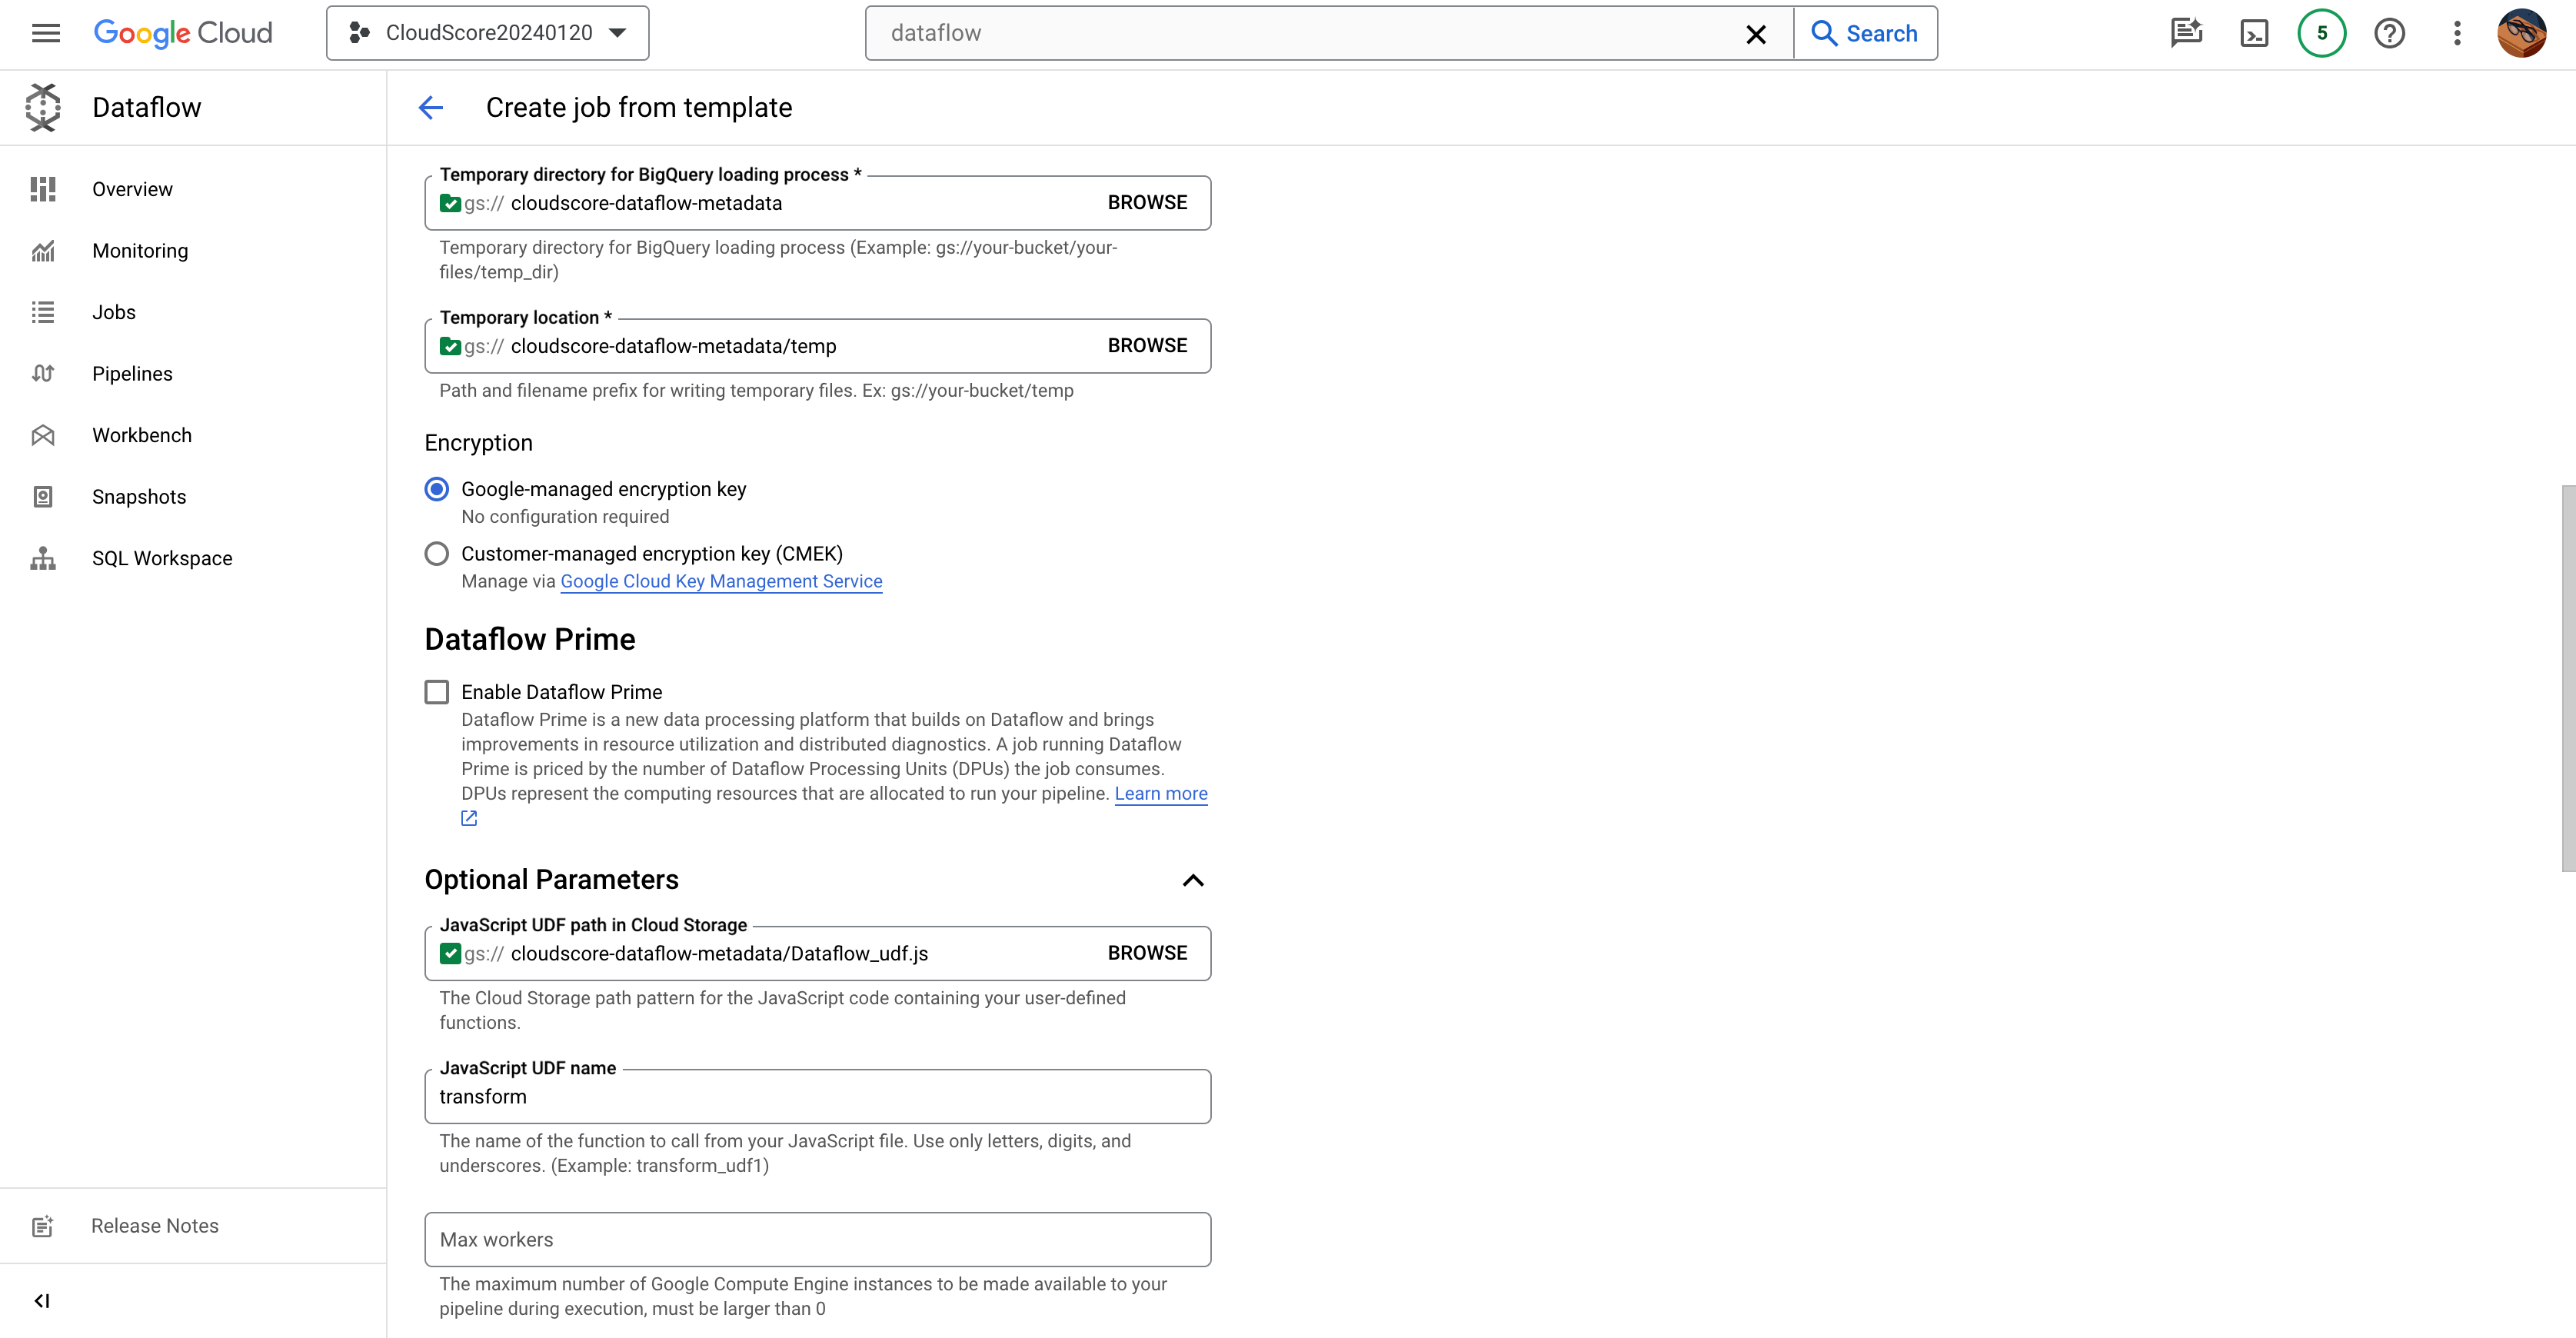 Google Cloud
CloudScore20240120
dataflow
Search
5
Dataflow
Create job from template
Overview
Monitoring
Jobs
Pipelines
Workbench
Snapshots
SQL Workspace
Release Notes
Temporary directory for BigQuery loading process *
gs:// cloudscore-dataflow-metadata
BROWSE
Temporary directory for BigQuery loading process (Example: gs://your-bucket/your-
files/temp_dir)
Temporary location *
gs:// cloudscore-dataflow-metadata/temp
BROWSE
Path and filename prefix for writing temporary files. Ex: gs://your-bucket/temp
Encryption
Google-managed encryption key
No configuration required
Customer-managed encryption key (CMEK)
Manage via Google Cloud Key Management Service
Dataflow Prime
Enable Dataflow Prime
Dataflow Prime is a new data processing platform that builds on Dataflow and brings
improvements in resource utilization and distributed diagnostics. A job running Dataflow
Prime is priced by the number of Dataflow Processing Units (DPUs) the job consumes.
DPUs represent the computing resources that are allocated to run your pipeline. Learn more
Optional Parameters
JavaScript UDF path in Cloud Storage
gs:// cloudscore-dataflow-metadata/Dataflow_udf.js
BROWSE
The Cloud Storage path pattern for the JavaScript code containing your user-defined
functions.
JavaScript UDF name
transform
The name of the function to call from your JavaScript file. Use only letters, digits, and
underscores. (Example: transform_udf1)
Max workers
The maximum number of Google Compute Engine instances to be made available to your
pipeline during execution, must be larger than 0